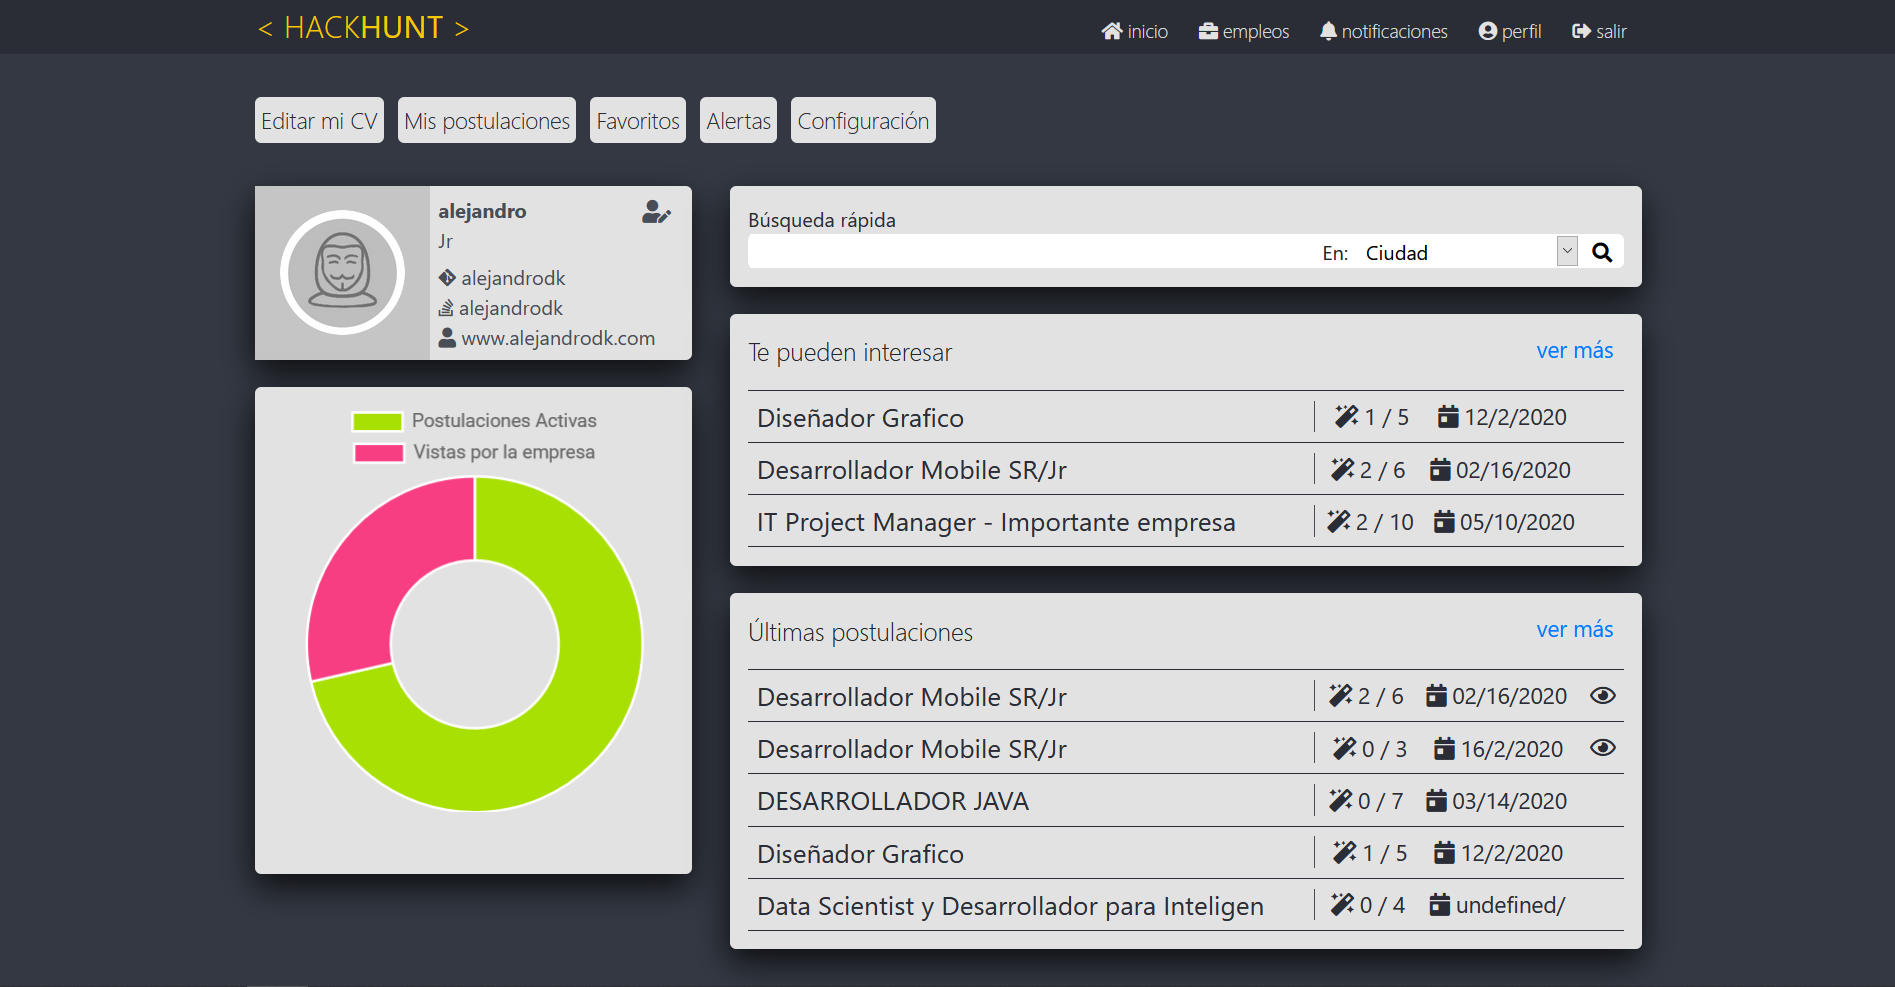 < HACKHUNT >
inicio empleos notificaciones perfil salir
Editar mi CV Mis postulaciones Favoritos Alertas Configuración
alejandro
Jr
alejandrodk
alejandrodk
www.alejandrodk.com
Postulaciones Activas
Vistas por la empresa
Búsqueda rápida
En: Ciudad
Te pueden interesar ver más
Diseñador Grafico 1 / 5 12/2/2020
Desarrollador Mobile SR/Jr 2 / 6 02/16/2020
IT Project Manager - Importante empresa 2 / 10 05/10/2020
Últimas postulaciones ver más
Desarrollador Mobile SR/Jr 2 / 6 02/16/2020
Desarrollador Mobile SR/Jr 0 / 3 16/2/2020
DESARROLLADOR JAVA 0 / 7 03/14/2020
Diseñador Grafico 1 / 5 12/2/2020
Data Scientist y Desarrollador para Inteligen 0 / 4 undefined/